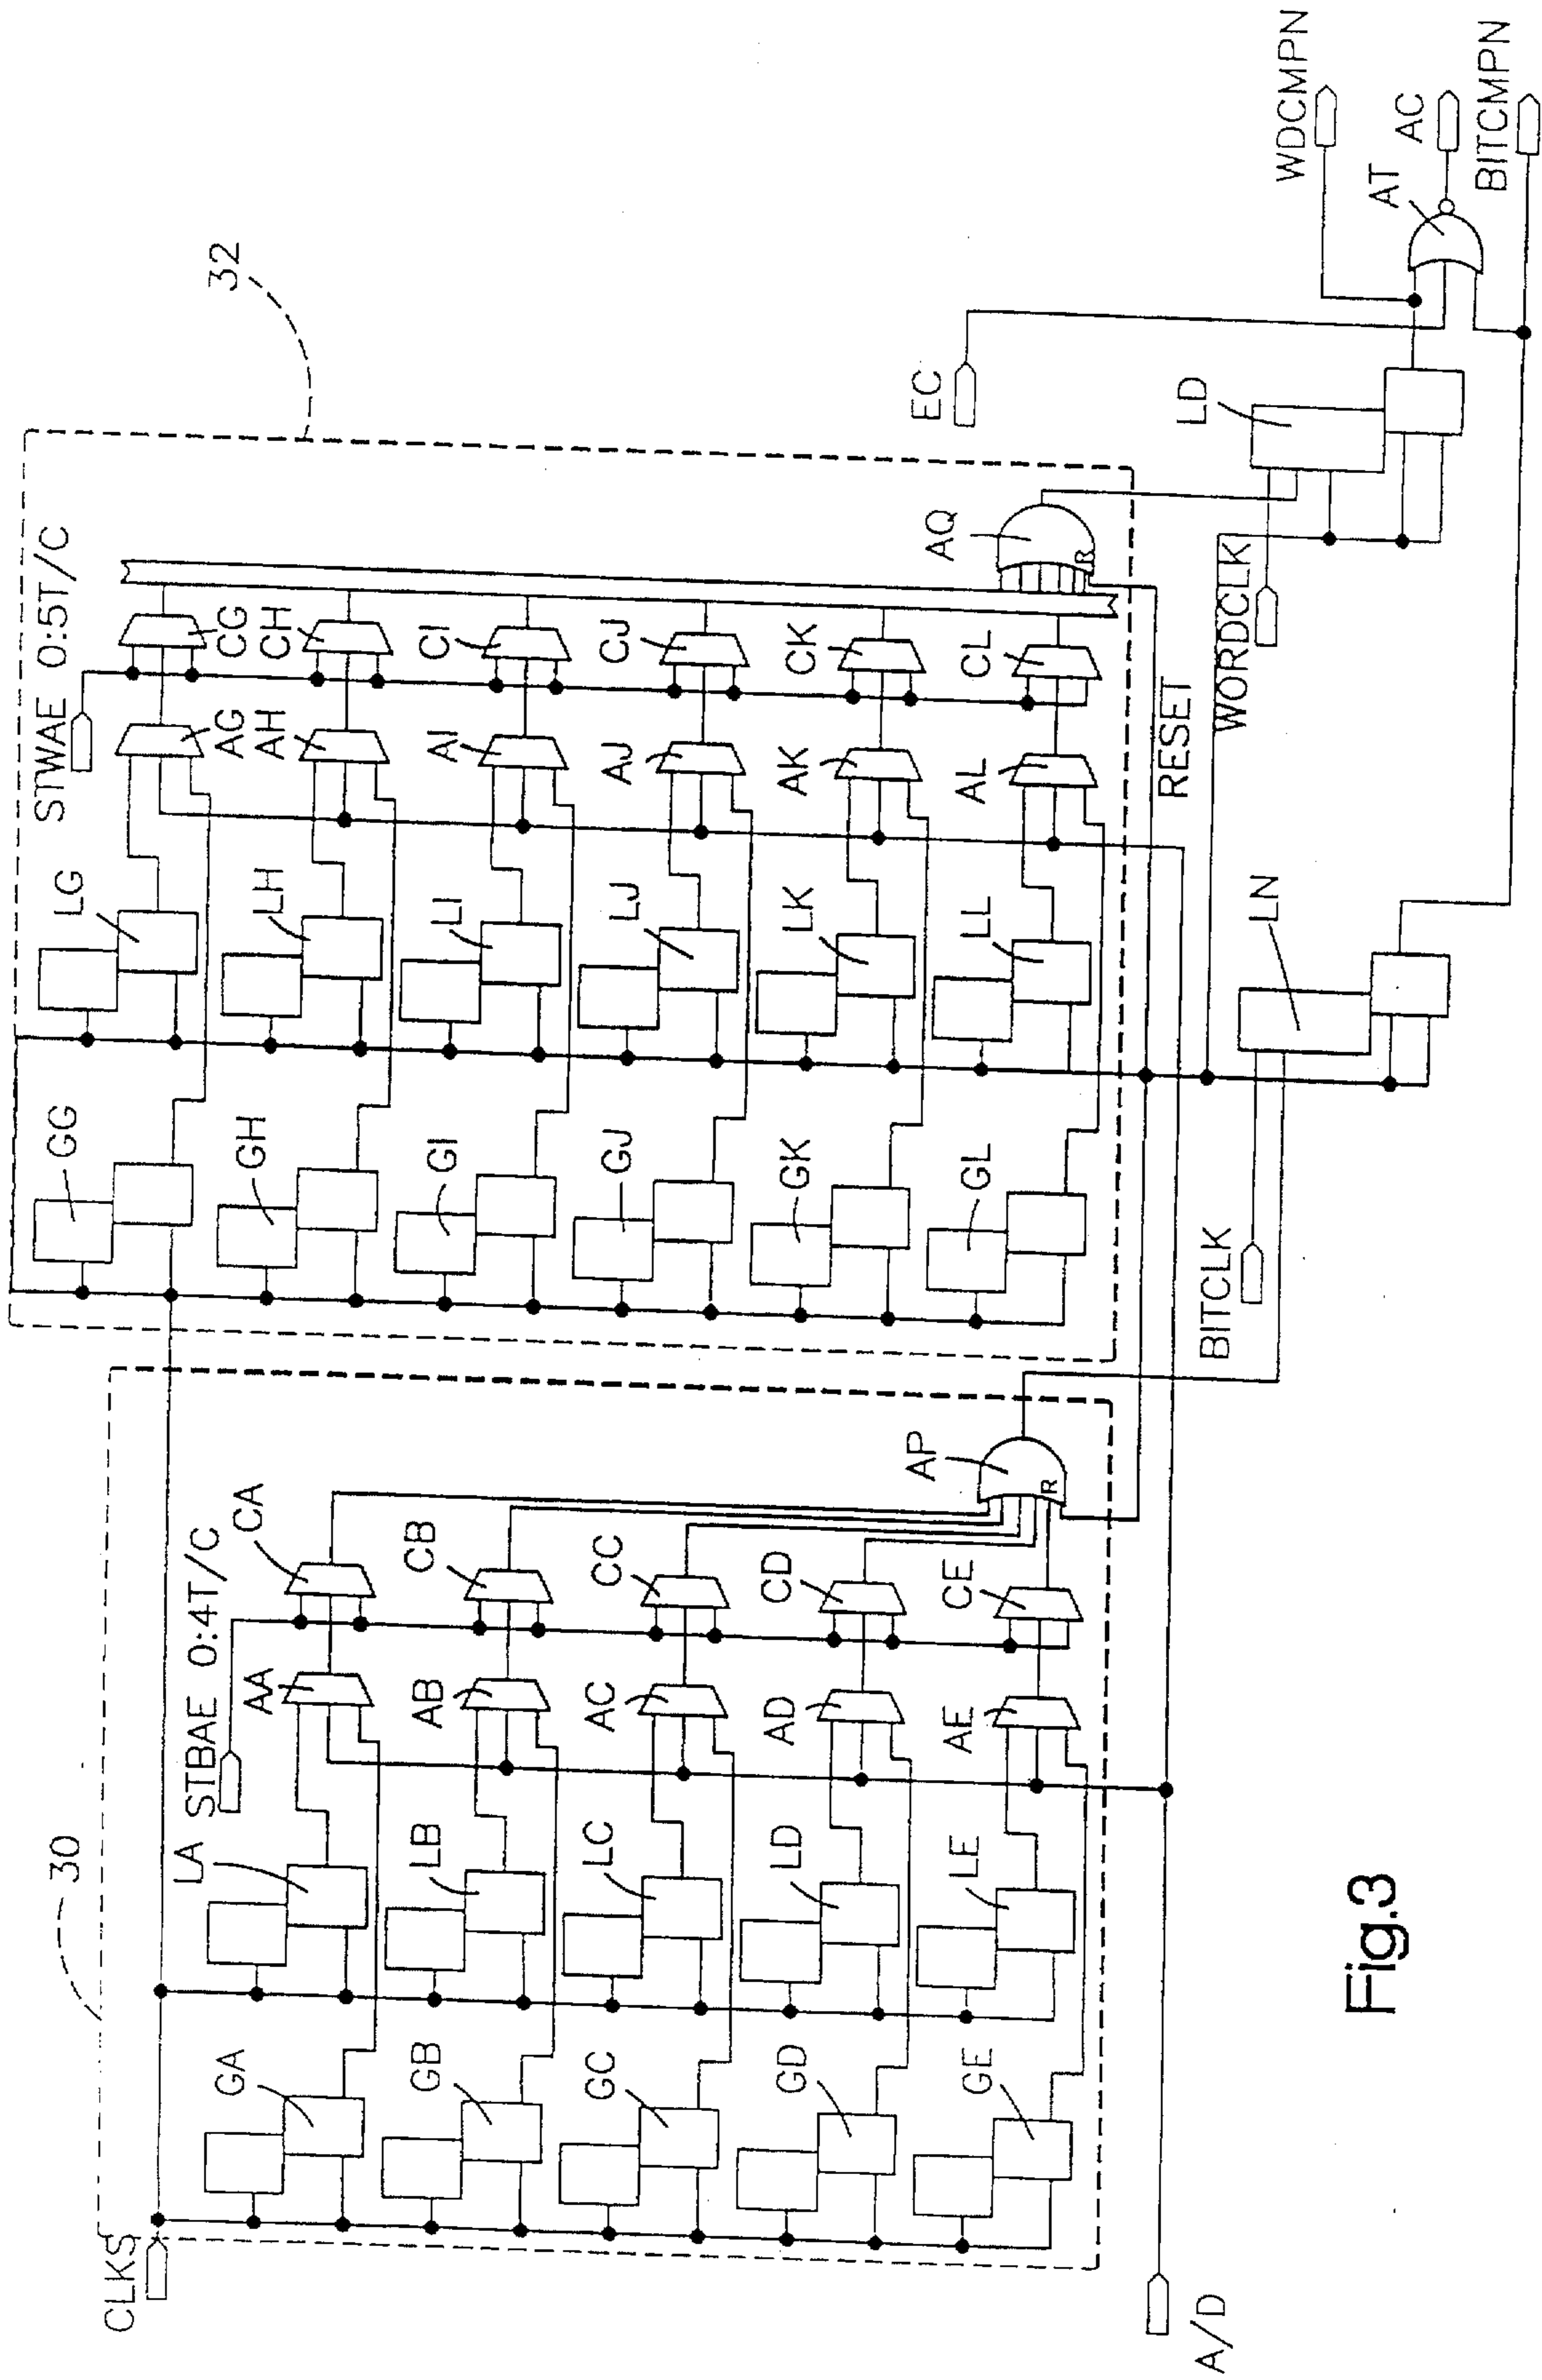 CLKS
30
GA
GB
GC
GD
GE
LA
LB
LC
LD
LE
STBAE 0:4T/C
AA
AB
AC
AD
AE
CA
CB
CC
CD
CE
AP
R
A/D
32
GG
GH
GI
GJ
GK
GL
LG
LH
LI
LJ
LK
LL
STWAE 0:5T/C
AG
AH
AI
AJ
AK
AL
CG
CH
CI
CJ
CK
CL
AQ
R
RESET
BITCLK
LN
WORDCLK
LD
EC
AT
WDCMPN
AC
BITCMPN
Fig.3